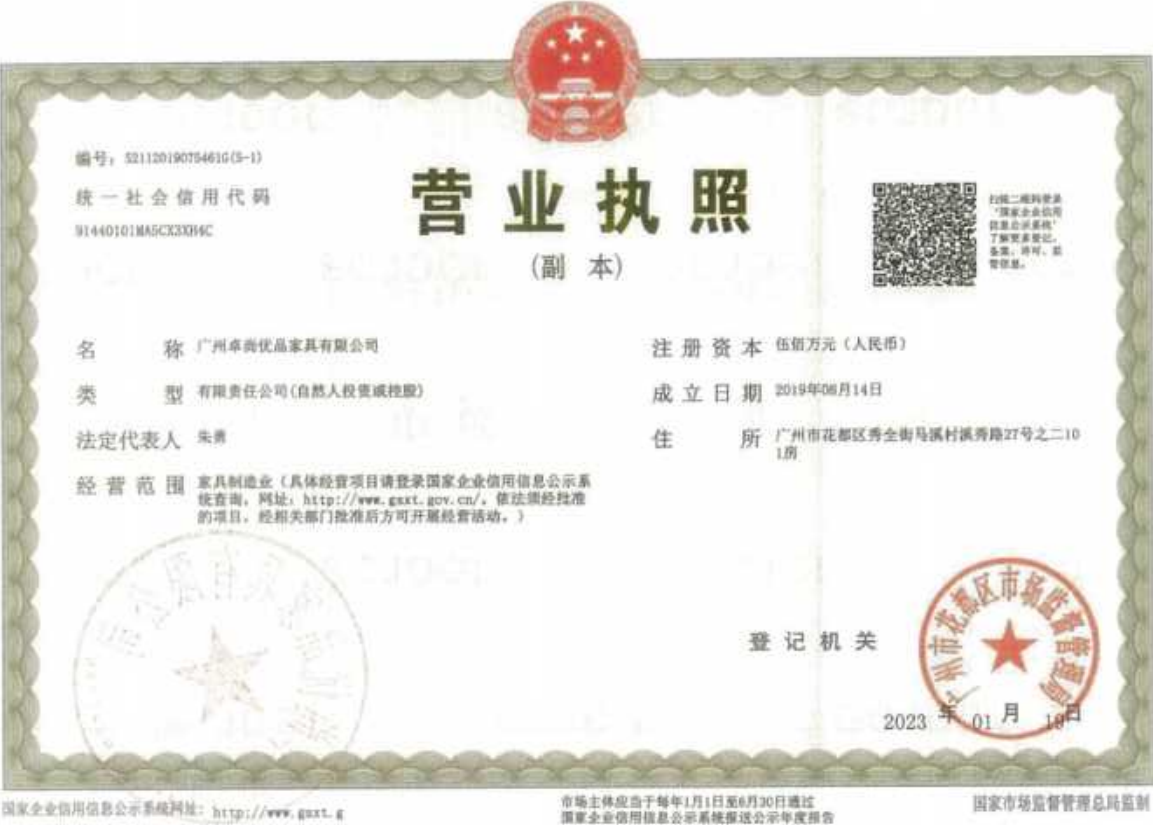 编号：S2112019075461G(S-1)
统一社会信用代码
91440101MA5CX3XH4C
营业执照
(副 本)
扫描二维码登录
“国家企业信用
信息公示系统”
了解更多登记、
备案、许可、监
管信息。
名 称 广州卓尚优品家具有限公司
类 型 有限责任公司(自然人投资或控股)
法定代表人 朱勇
经营范围 家具制造业（具体经营项目请登录国家企业信用信息公示系
统查询，网址：http://www.gsxt.gov.cn/。依法须经批准
的项目，经相关部门批准后方可开展经营活动。）
注册资本 伍佰万元（人民币）
成立日期 2019年08月14日
住 所 广州市花都区秀全街马溪村溪秀路27号之二10
1房
登记机关
广州市花都区市场监督管理局
2023 年 01 月 19日
国家企业信用信息公示系统网址：http://www.gsxt.g
市场主体应当于每年1月1日至6月30日通过
国家企业信用信息公示系统报送公示年度报告
国家市场监督管理总局监制